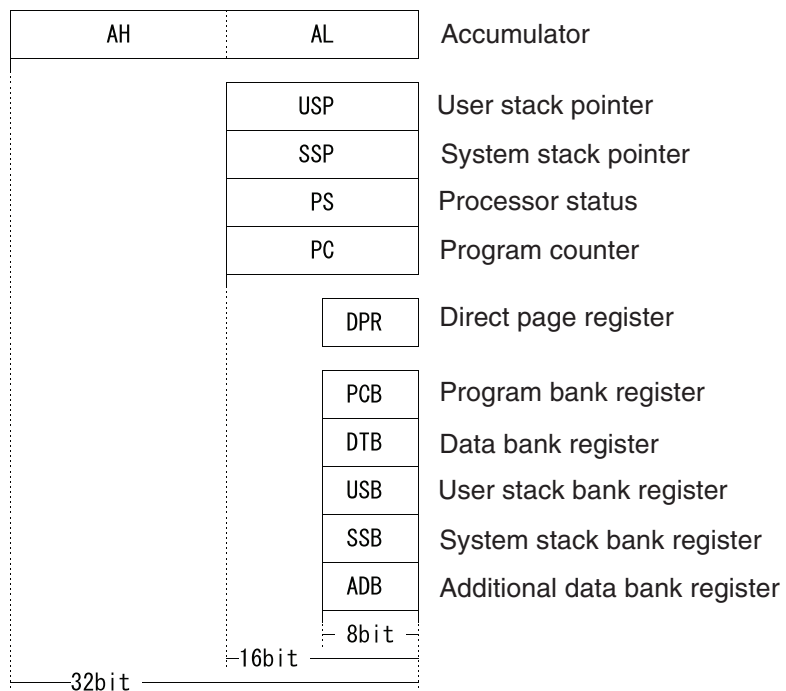 AH AL Accumulator
USP User stack pointer
SSP System stack pointer
PS Processor status
PC Program counter
DPR Direct page register
PCB Program bank register
DTB Data bank register
USB User stack bank register
SSB System stack bank register
ADB Additional data bank register
8bit
16bit
32bit